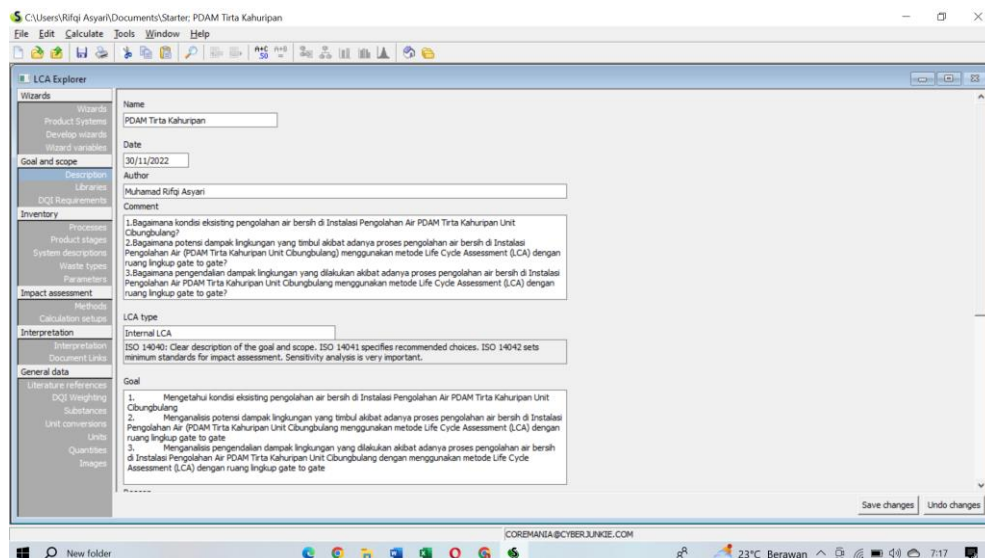 C:\Users\Rifqi Asyari\Documents\Starter; PDAM Tirta Kahuripan
File Edit Calculate Tools Window Help
LCA Explorer
Wizards
Wizards
Product Systems
Develop wizards
Wizard variables
Goal and scope
Description
Libraries
DQI Requirements
Inventory
Processes
Product stages
System descriptions
Waste types
Parameters
Impact assessment
Methods
Calculation setups
Interpretation
Interpretation
Document Links
General data
Literature references
DQI Weighting
Substances
Unit conversions
Units
Quantities
Images
Name
PDAM Tirta Kahuripan
Date
30/11/2022
Author
Muhamad Rifqi Asyari
Comment
1.Bagaimana kondisi eksisting pengolahan air bersih di Instalasi Pengolahan Air PDAM Tirta Kahuripan Unit
Cibungbulang?
2.Bagaimana potensi dampak lingkungan yang timbul akibat adanya proses pengolahan air bersih di Instalasi
Pengolahan Air (PDAM Tirta Kahuripan Unit Cibungbulang) menggunakan metode Life Cycle Assessment (LCA) dengan
ruang lingkup gate to gate?
3.Bagaimana pengendalian dampak lingkungan yang dilakukan akibat adanya proses pengolahan air bersih di Instalasi
Pengolahan Air PDAM Tirta Kahuripan Unit Cibungbulang menggunakan metode Life Cycle Assessment (LCA) dengan
ruang lingkup gate to gate?
LCA type
Internal LCA
ISO 14040: Clear description of the goal and scope. ISO 14041 specifies recommended choices. ISO 14042 sets
minimum standards for impact assessment. Sensitivity analysis is very important.
Goal
1. Mengetahui kondisi eksisting pengolahan air bersih di Instalasi Pengolahan Air PDAM Tirta Kahuripan Unit
Cibungbulang
2. Menganalisis potensi dampak lingkungan yang timbul akibat adanya proses pengolahan air bersih di Instalasi
Pengolahan Air (PDAM Tirta Kahuripan Unit Cibungbulang menggunakan metode Life Cycle Assessment (LCA) dengan
ruang lingkup gate to gate
3. Menganalisis pengendalian dampak lingkungan yang dilakukan akibat adanya proses pengolahan air bersih
di Instalasi Pengolahan Air PDAM Tirta Kahuripan Unit Cibungbulang dengan menggunakan metode Life Cycle
Assessment (LCA) dengan ruang lingkup gate to gate
Save changes Undo changes
COREMANIA@CYBERJUNKIE.COM
New folder
23°C Berawan
7:17